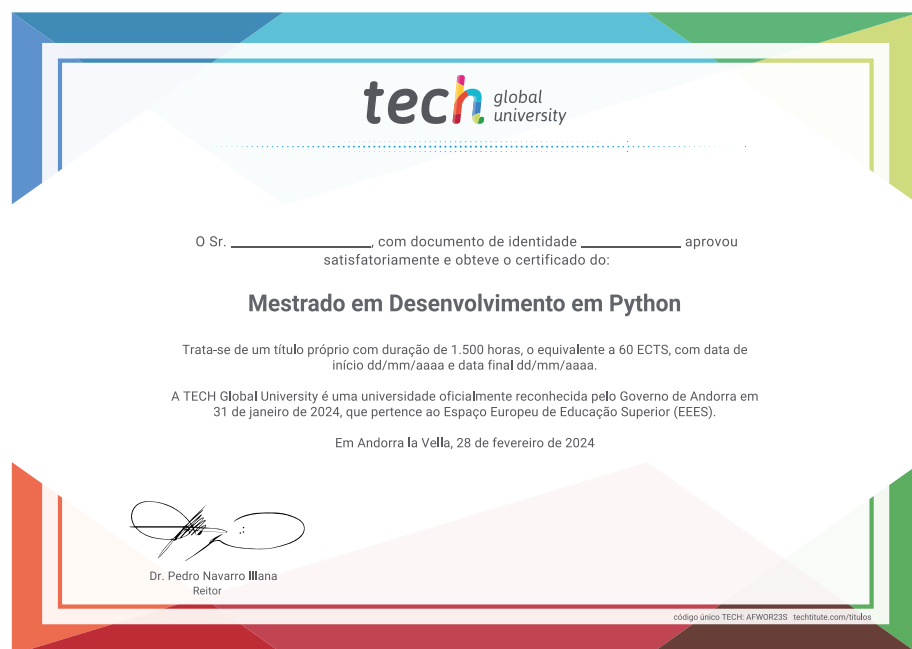 tech global
university
O Sr. ____________________, com documento de identidade _______________ aprovou
satisfatoriamente e obteve o certificado do:
Mestrado em Desenvolvimento em Python
Trata-se de um título próprio com duração de 1.500 horas, o equivalente a 60 ECTS, com data de
início dd/mm/aaaa e data final dd/mm/aaaa.
A TECH Global University é uma universidade oficialmente reconhecida pelo Governo de Andorra em
31 de janeiro de 2024, que pertence ao Espaço Europeu de Educação Superior (EEES).
Em Andorra la Vella, 28 de fevereiro de 2024
Dr. Pedro Navarro Illana
Reitor
código único TECH: AFWOR23S techtitute.com/titulos